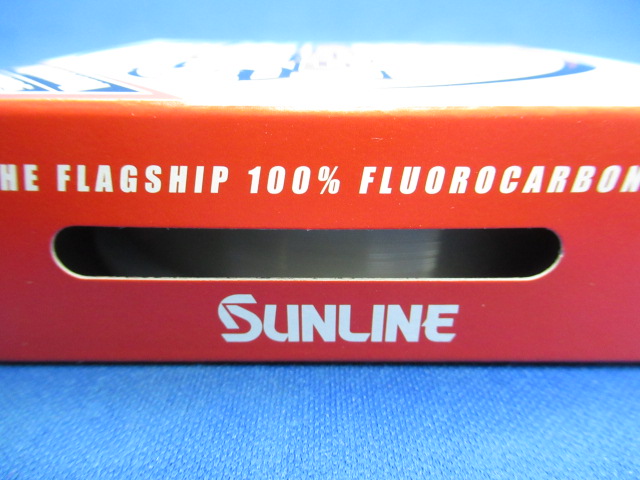 HE FLAGSHIP 100% FLUOROCARBON
SUNLINE